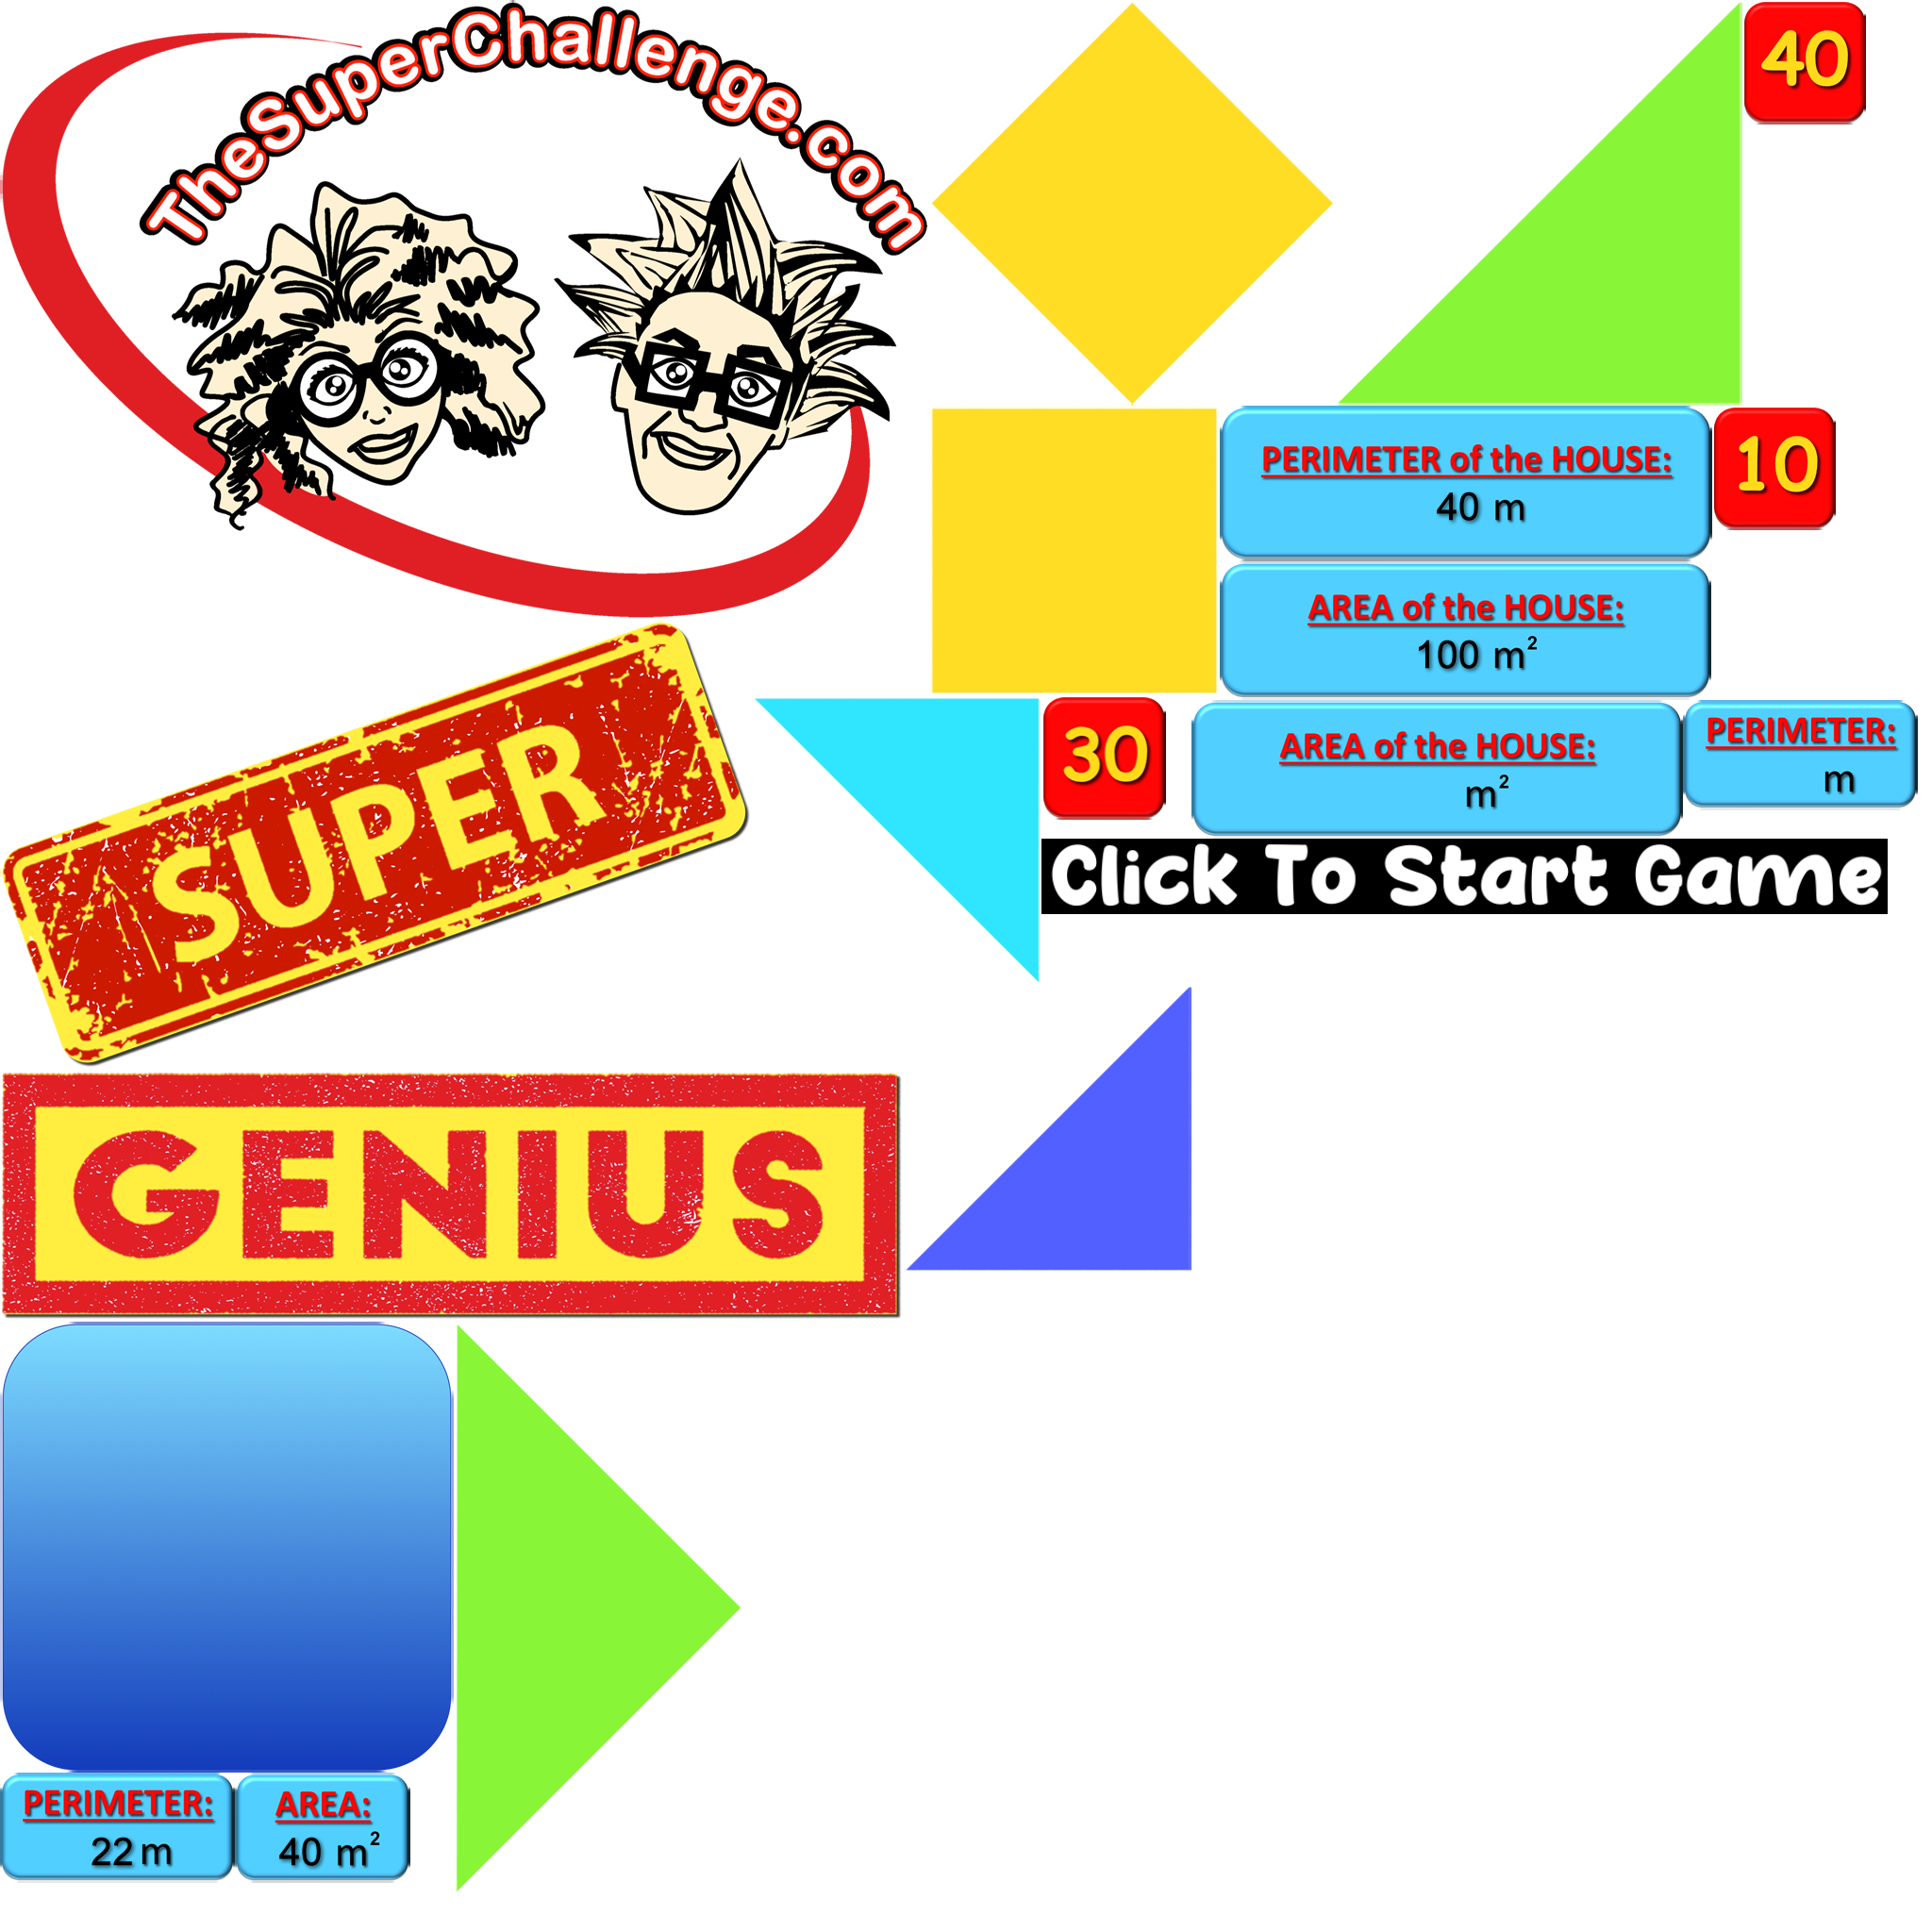 TheSuperChallenge.com
40
PERIMETER of the HOUSE:
40 m
10
AREA of the HOUSE:
100 m²
SUPER
30
AREA of the HOUSE:
m²
PERIMETER:
m
Click To Start Game
GENIUS
PERIMETER:
22 m
AREA:
40 m²